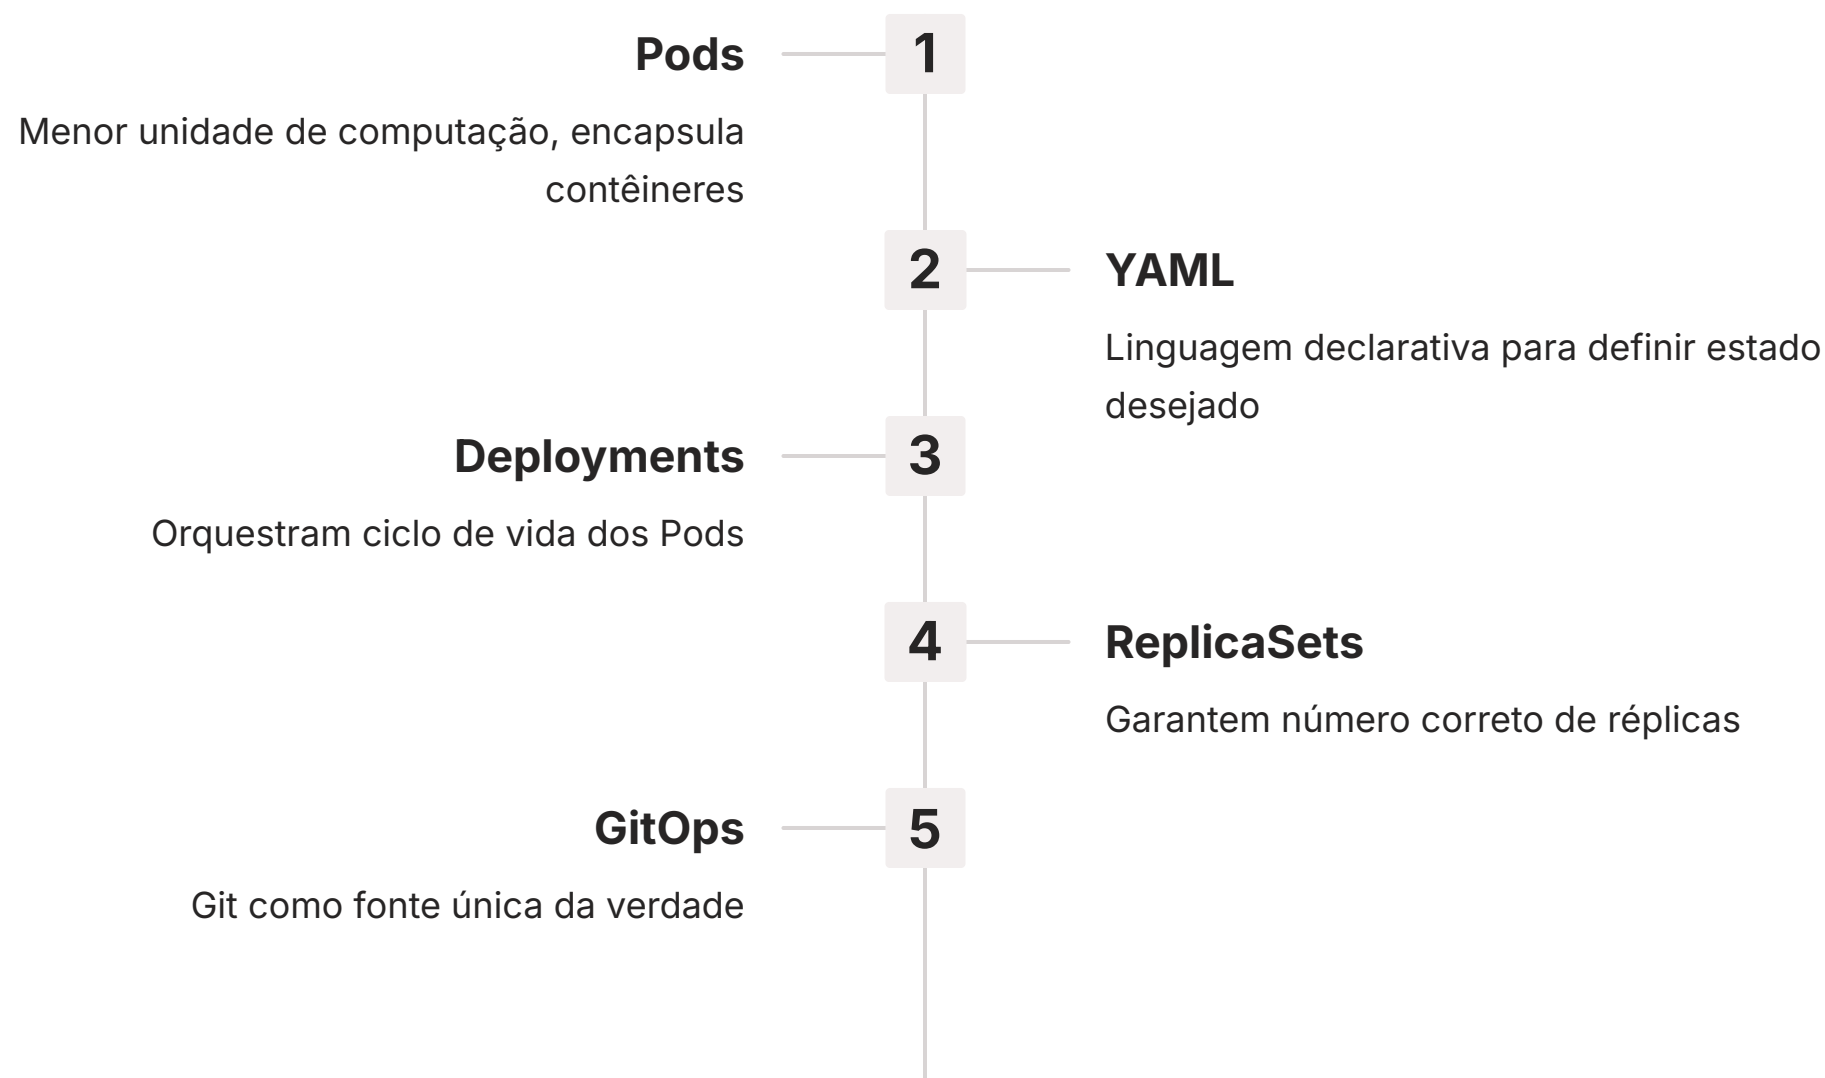 Pods
1
Menor unidade de computação, encapsula
contêineres
2
YAML
Linguagem declarativa para definir estado
desejado
Deployments
3
Orquestram ciclo de vida dos Pods
4
ReplicaSets
Garantem número correto de réplicas
GitOps
5
Git como fonte única da verdade